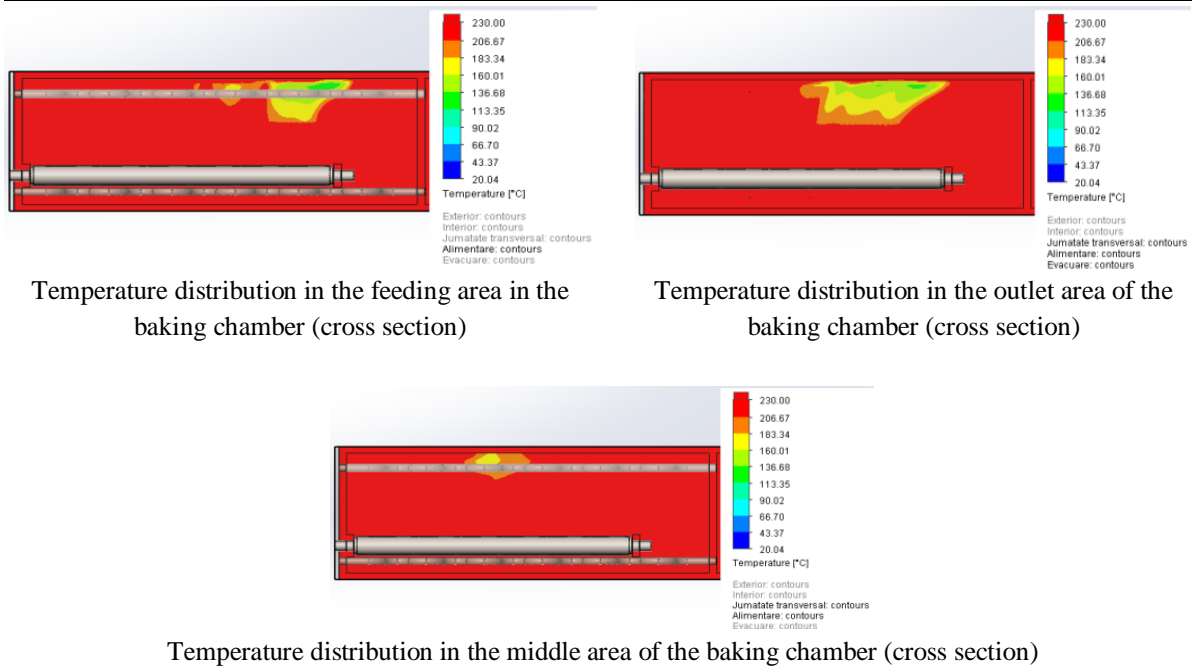 230.00
206.67
183.34
160.01
136.68
113.35
90.02
66.70
43.37
20.04
Temperature [°C]
Exterior: contours
Interior: contours
Jumatate transversal: contours
Alimentare: contours
Evacuare: contours
Temperature distribution in the feeding area in the
baking chamber (cross section)
230.00
206.67
183.34
160.01
136.68
113.35
90.02
66.70
43.37
20.04
Temperature [°C]
Exterior: contours
Interior: contours
Jumatate transversal: contours
Alimentare: contours
Evacuare: contours
Temperature distribution in the outlet area of the
baking chamber (cross section)
230.00
206.67
183.34
160.01
136.68
113.35
90.02
66.70
43.37
20.04
Temperature [°C]
Exterior: contours
Interior: contours
Jumatate transversal: contours
Alimentare: contours
Evacuare: contours
Temperature distribution in the middle area of the baking chamber (cross section)